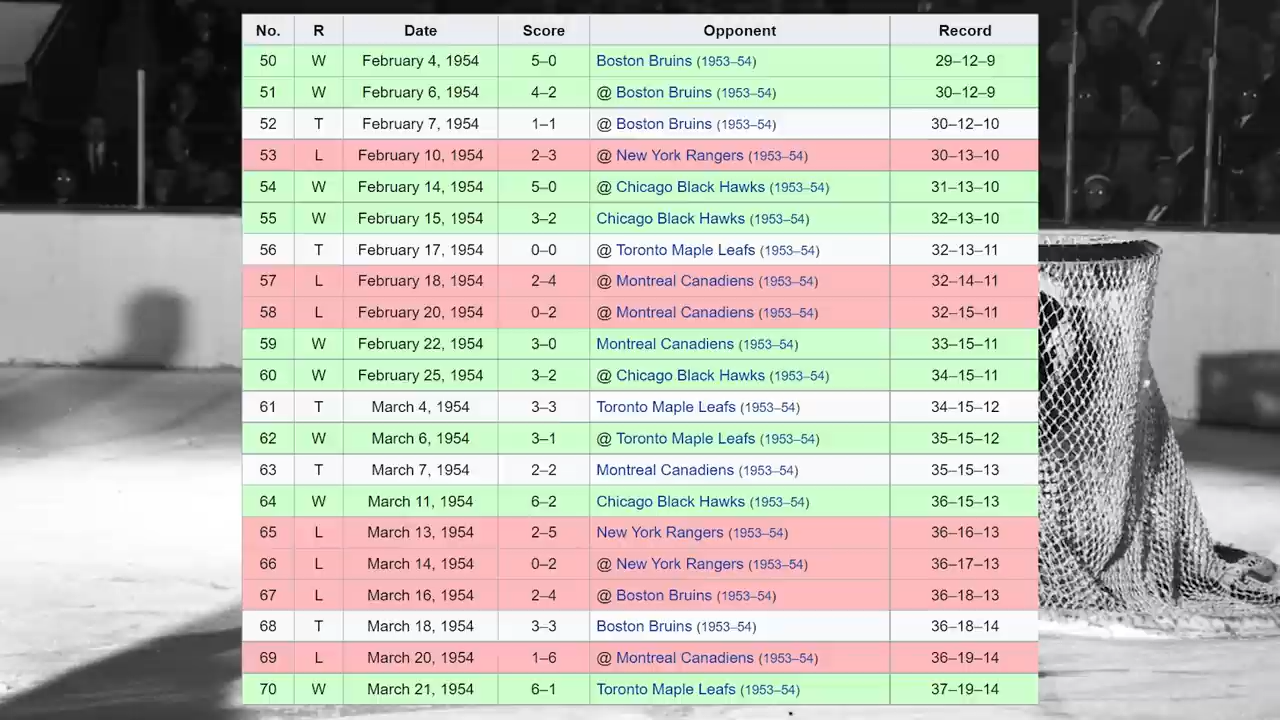 No. R Date Score Opponent Record
50 W February 4, 1954 5–0 Boston Bruins (1953–54) 29–12–9
51 W February 6, 1954 4–2 @ Boston Bruins (1953–54) 30–12–9
52 T February 7, 1954 1–1 @ Boston Bruins (1953–54) 30–12–10
53 L February 10, 1954 2–3 @ New York Rangers (1953–54) 30–13–10
54 W February 14, 1954 5–0 @ Chicago Black Hawks (1953–54) 31–13–10
55 W February 15, 1954 3–2 Chicago Black Hawks (1953–54) 32–13–10
56 T February 17, 1954 0–0 @ Toronto Maple Leafs (1953–54) 32–13–11
57 L February 18, 1954 2–4 @ Montreal Canadiens (1953–54) 32–14–11
58 L February 20, 1954 0–2 @ Montreal Canadiens (1953–54) 32–15–11
59 W February 22, 1954 3–0 Montreal Canadiens (1953–54) 33–15–11
60 W February 25, 1954 3–2 @ Chicago Black Hawks (1953–54) 34–15–11
61 T March 4, 1954 3–3 Toronto Maple Leafs (1953–54) 34–15–12
62 W March 6, 1954 3–1 @ Toronto Maple Leafs (1953–54) 35–15–12
63 T March 7, 1954 2–2 Montreal Canadiens (1953–54) 35–15–13
64 W March 11, 1954 6–2 Chicago Black Hawks (1953–54) 36–15–13
65 L March 13, 1954 2–5 New York Rangers (1953–54) 36–16–13
66 L March 14, 1954 0–2 @ New York Rangers (1953–54) 36–17–13
67 L March 16, 1954 2–4 @ Boston Bruins (1953–54) 36–18–13
68 T March 18, 1954 3–3 Boston Bruins (1953–54) 36–18–14
69 L March 20, 1954 1–6 @ Montreal Canadiens (1953–54) 36–19–14
70 W March 21, 1954 6–1 Toronto Maple Leafs (1953–54) 37–19–14